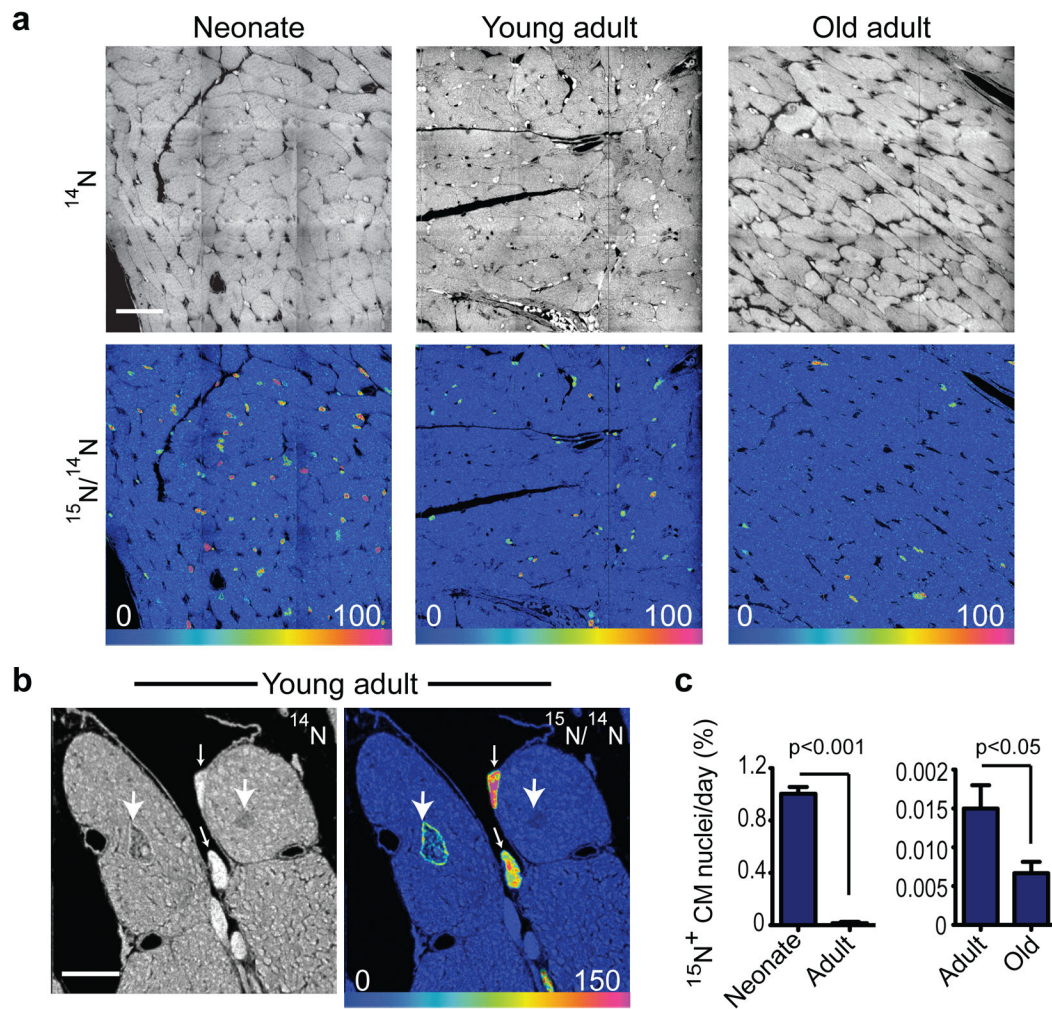 a
Neonate Young adult Old adult
14N
15N/14N
0 100 0 100 0 100
b
Young adult
14N
15N/14N
0 150
c
15N+ CM nuclei/day (%)
p<0.001
1.2
0.8
0.4
0
Neonate Adult
p<0.05
0.020
0.015
0.010
0.005
0
Adult Old